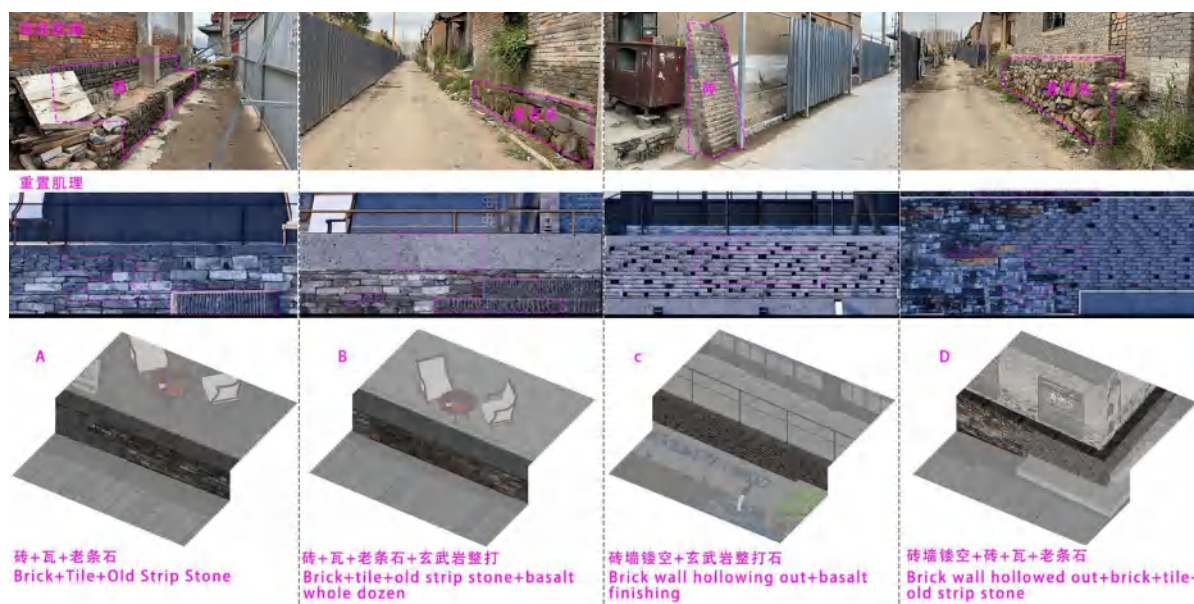 砖
砖
重置肌理
A
B
c
D
砖+瓦+老条石
Brick+Tile+Old Strip Stone
砖+瓦+老条石+玄武岩整打
Brick+tile+old strip stone+basalt
whole dozen
砖墙镂空+玄武岩整打石
Brick wall hollowing out+basalt
finishing
砖墙镂空+砖+瓦+老条石
Brick wall hollowed out+brick+tile+
old strip stone